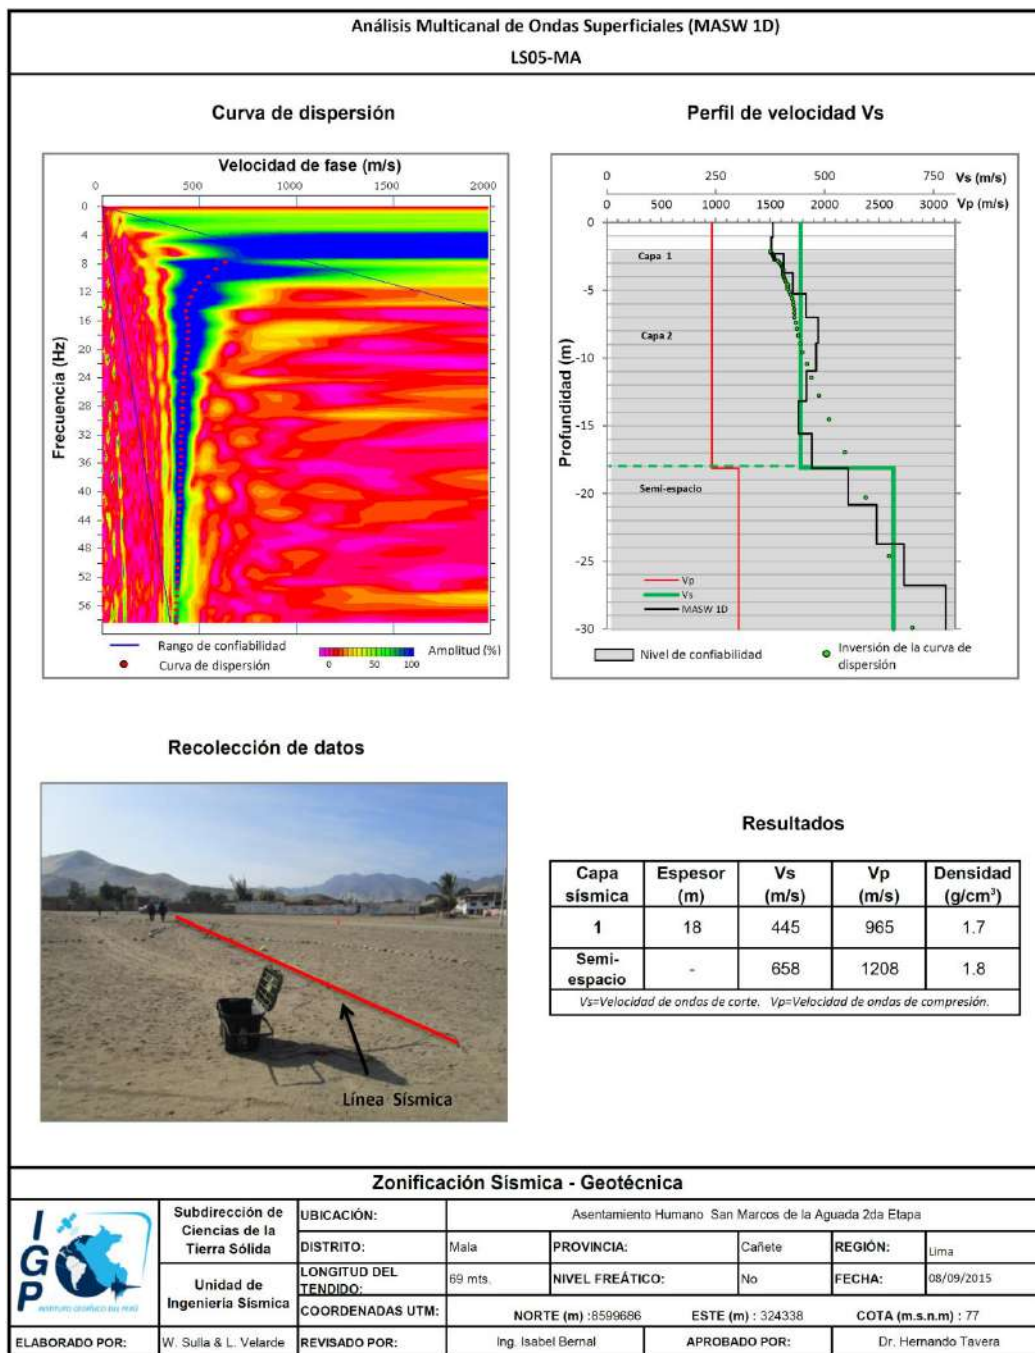 Análisis Multicanal de Ondas Superficiales (MASW 1D)
LS05-MA
Curva de dispersión
Velocidad de fase (m/s)
0 500 1000 1500 2000
Frecuencia (Hz)
0
4
8
12
16
20
24
28
32
36
40
44
48
52
56
Rango de confiabilidad
Curva de dispersión
Amplitud (%)
0 50 100
Perfil de velocidad Vs
0 250 500 750 Vs (m/s)
0 500 1000 1500 2000 2500 3000 Vp (m/s)
Profundidad (m)
0
-5
-10
-15
-20
-25
-30
Capa 1
Capa 2
Semi-espacio
Vp
Vs
MASW 1D
Nivel de confiabilidad
Inversión de la curva de
dispersión
Recolección de datos
Línea Sísmica
Resultados
Capa sísmica Espesor (m) Vs (m/s) Vp (m/s) Densidad (g/cm³)
1 18 445 965 1.7
Semi-espacio - 658 1208 1.8
Vs=Velocidad de ondas de corte. Vp=Velocidad de ondas de compresión.
Zonificación Sísmica - Geotécnica
IGP
INSTITUTO GEOFÍSICO DEL PERÚ
Subdirección de
Ciencias de la
Tierra Sólida
Unidad de
Ingeniería Sísmica
UBICACIÓN: Asentamiento Humano San Marcos de la Aguada 2da Etapa
DISTRITO: Mala PROVINCIA: Cañete REGIÓN: Lima
LONGITUD DEL TENDIDO: 69 mts. NIVEL FREÁTICO: No FECHA: 08/09/2015
COORDENADAS UTM: NORTE (m) :8599686 ESTE (m) : 324338 COTA (m.s.n.m) : 77
ELABORADO POR: W. Sulla & L. Velarde REVISADO POR: Ing. Isabel Bernal APROBADO POR: Dr. Hernando Tavera